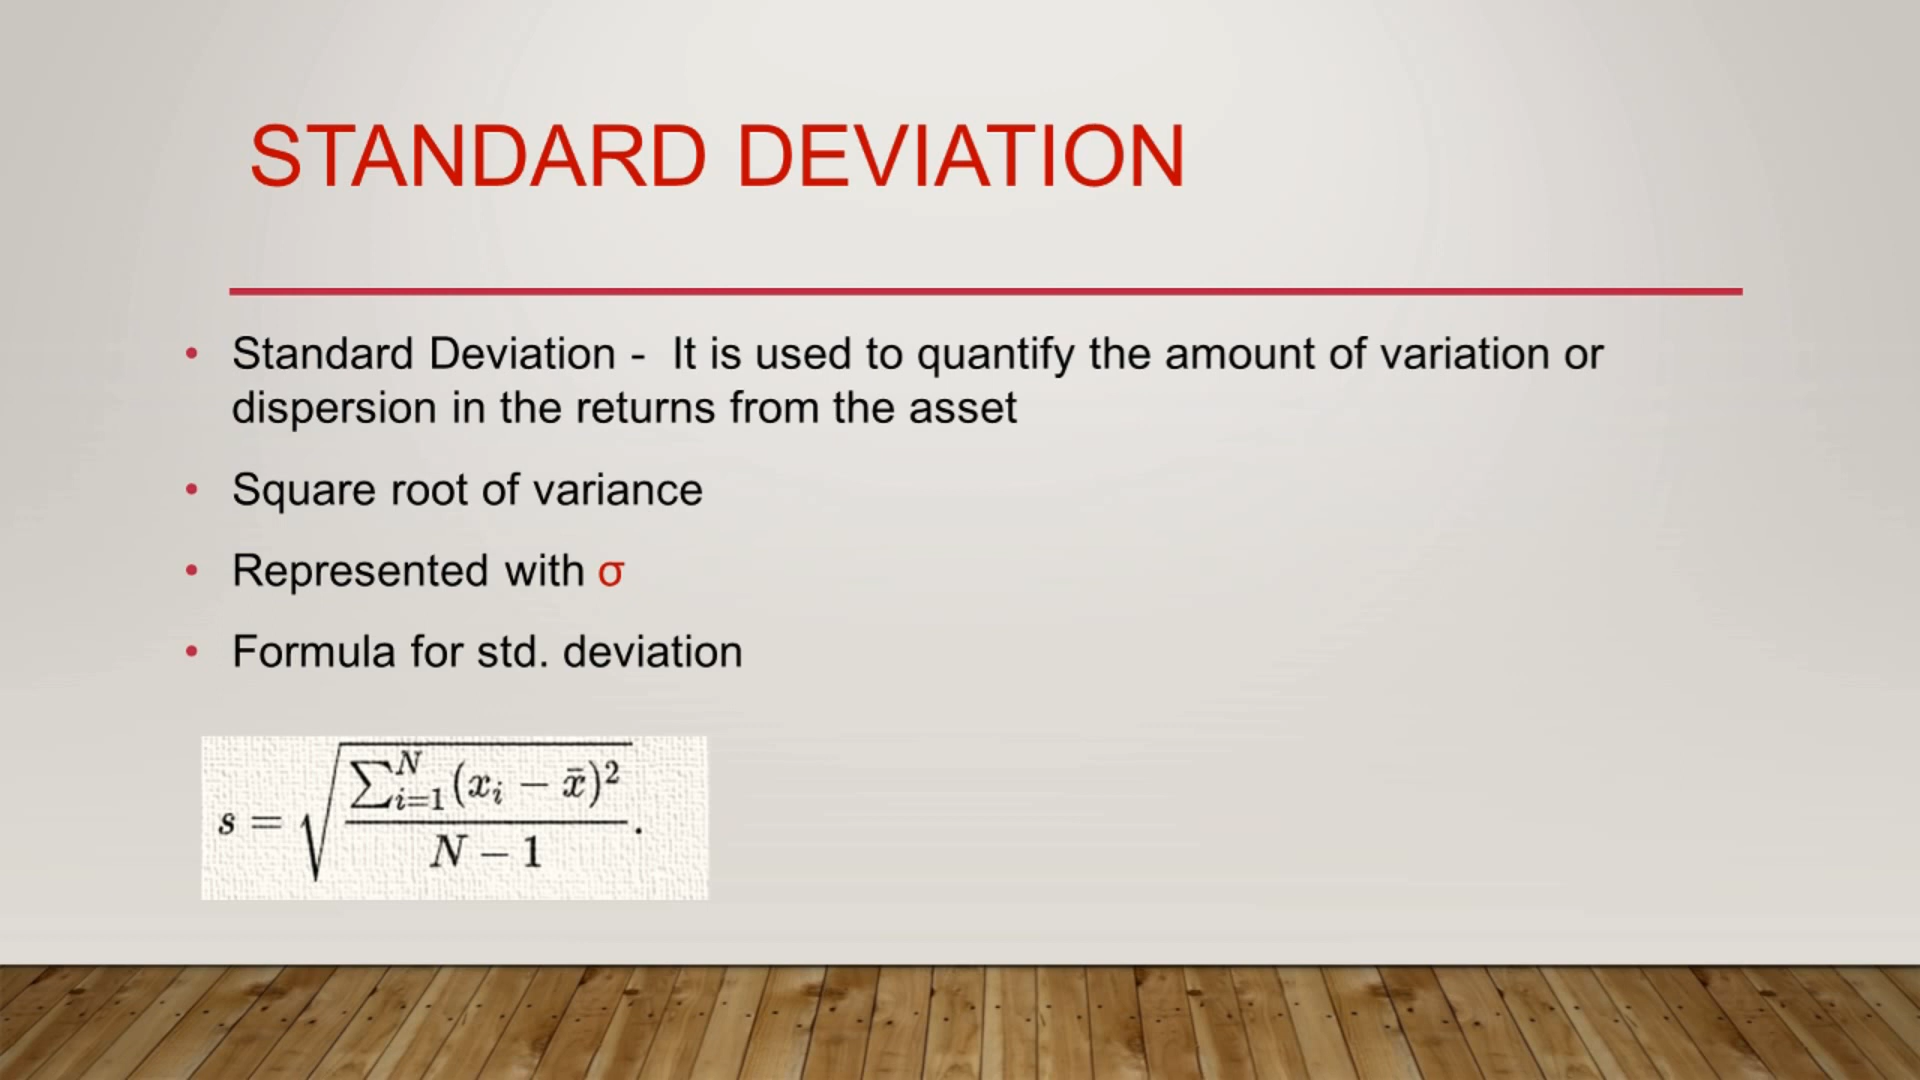 STANDARD DEVIATION
• Standard Deviation - It is used to quantify the amount of variation or
dispersion in the returns from the asset
• Square root of variance
• Represented with σ
• Formula for std. deviation
s = √(∑_{i=1}^{N} (x_i − x̄)² / (N − 1)).